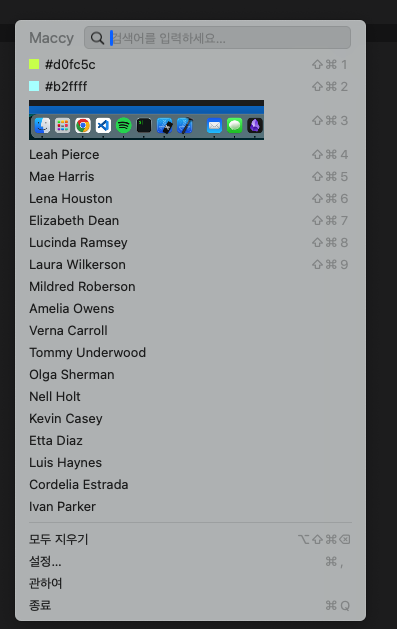 Maccy 검색어를 입력하세요...
#d0fc5c ⇧⌘1
#b2ffff ⇧⌘2
⇧⌘3
Leah Pierce ⇧⌘4
Mae Harris ⇧⌘5
Lena Houston ⇧⌘6
Elizabeth Dean ⇧⌘7
Lucinda Ramsey ⇧⌘8
Laura Wilkerson ⇧⌘9
Mildred Roberson
Amelia Owens
Verna Carroll
Tommy Underwood
Olga Sherman
Nell Holt
Kevin Casey
Etta Diaz
Luis Haynes
Cordelia Estrada
Ivan Parker
모두 지우기 ⌥⇧⌘⌫
설정... ⌘,
관하여
종료 ⌘Q